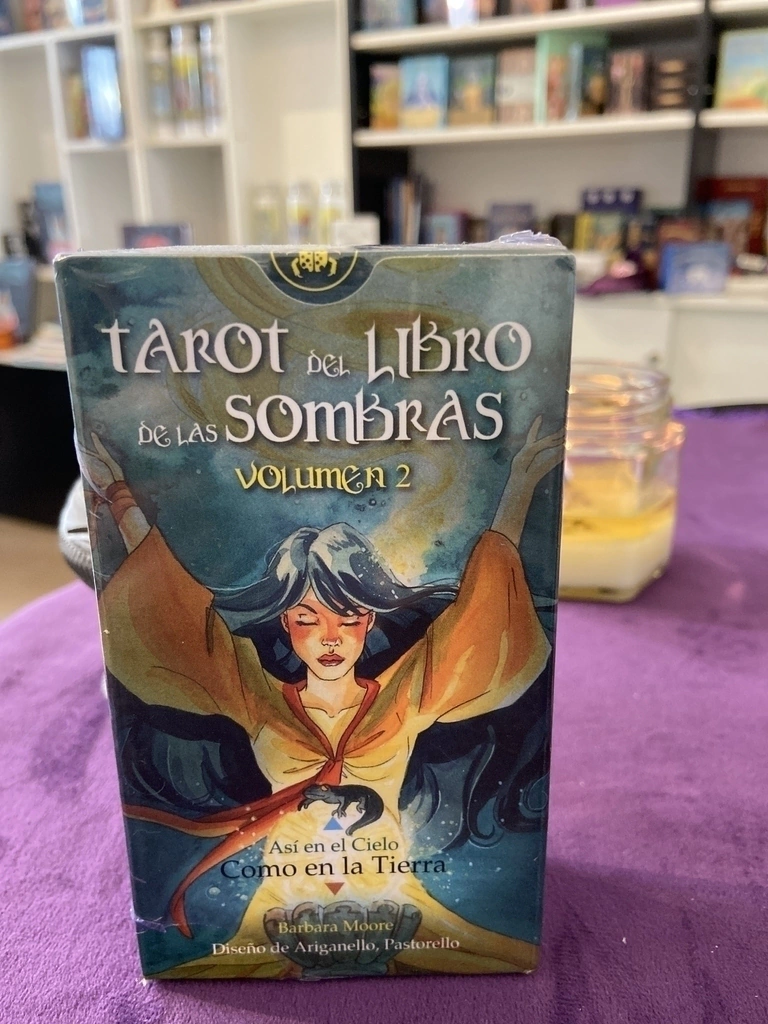 TAROT DEL LIBRO
DE LAS SOMBRAS
VOLUMEN 2
Así en el Cielo
Como en la Tierra
Barbara Moore
Diseño de Ariganello, Pastorello